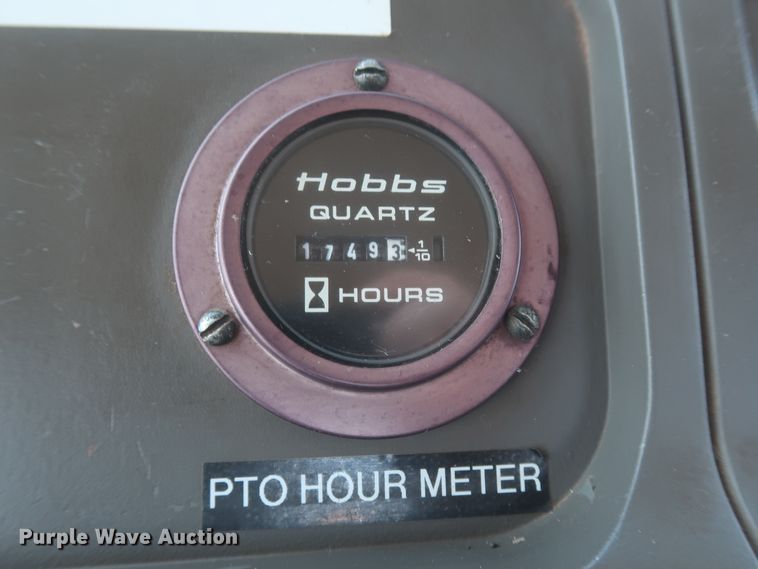 Hobbs
QUARTZ
17493 1/10
HOURS
PTO HOUR METER
Purple Wave Auction